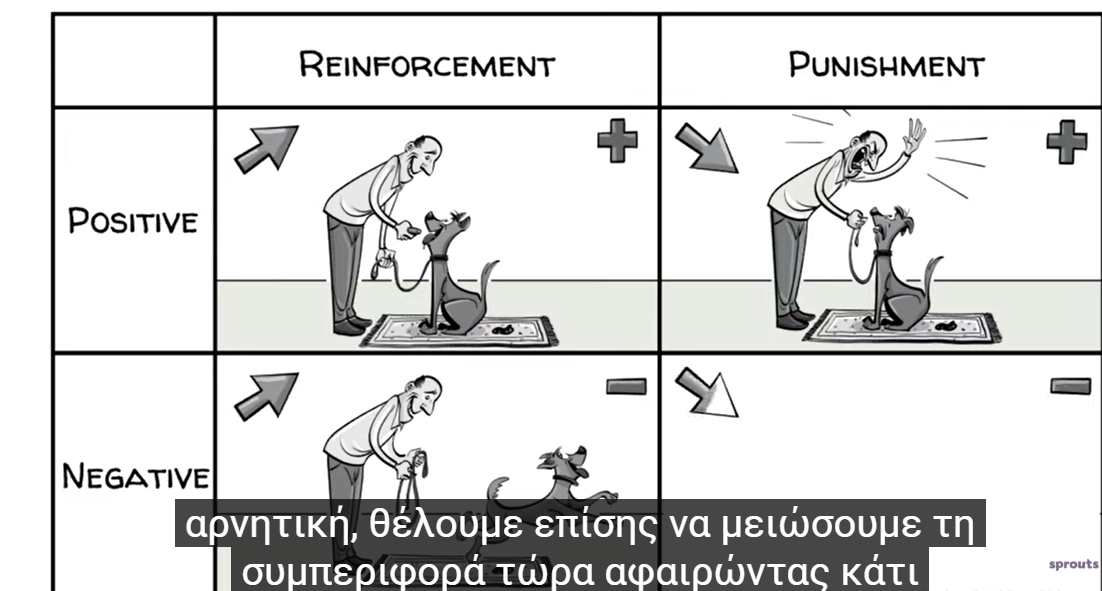 REINFORCEMENT
PUNISHMENT
POSITIVE
NEGATIVE
αρνητική, θέλουμε επίσης να μειώσουμε τη
συμπεριφορά τώρα αφαιρώντας κάτι
sprouts